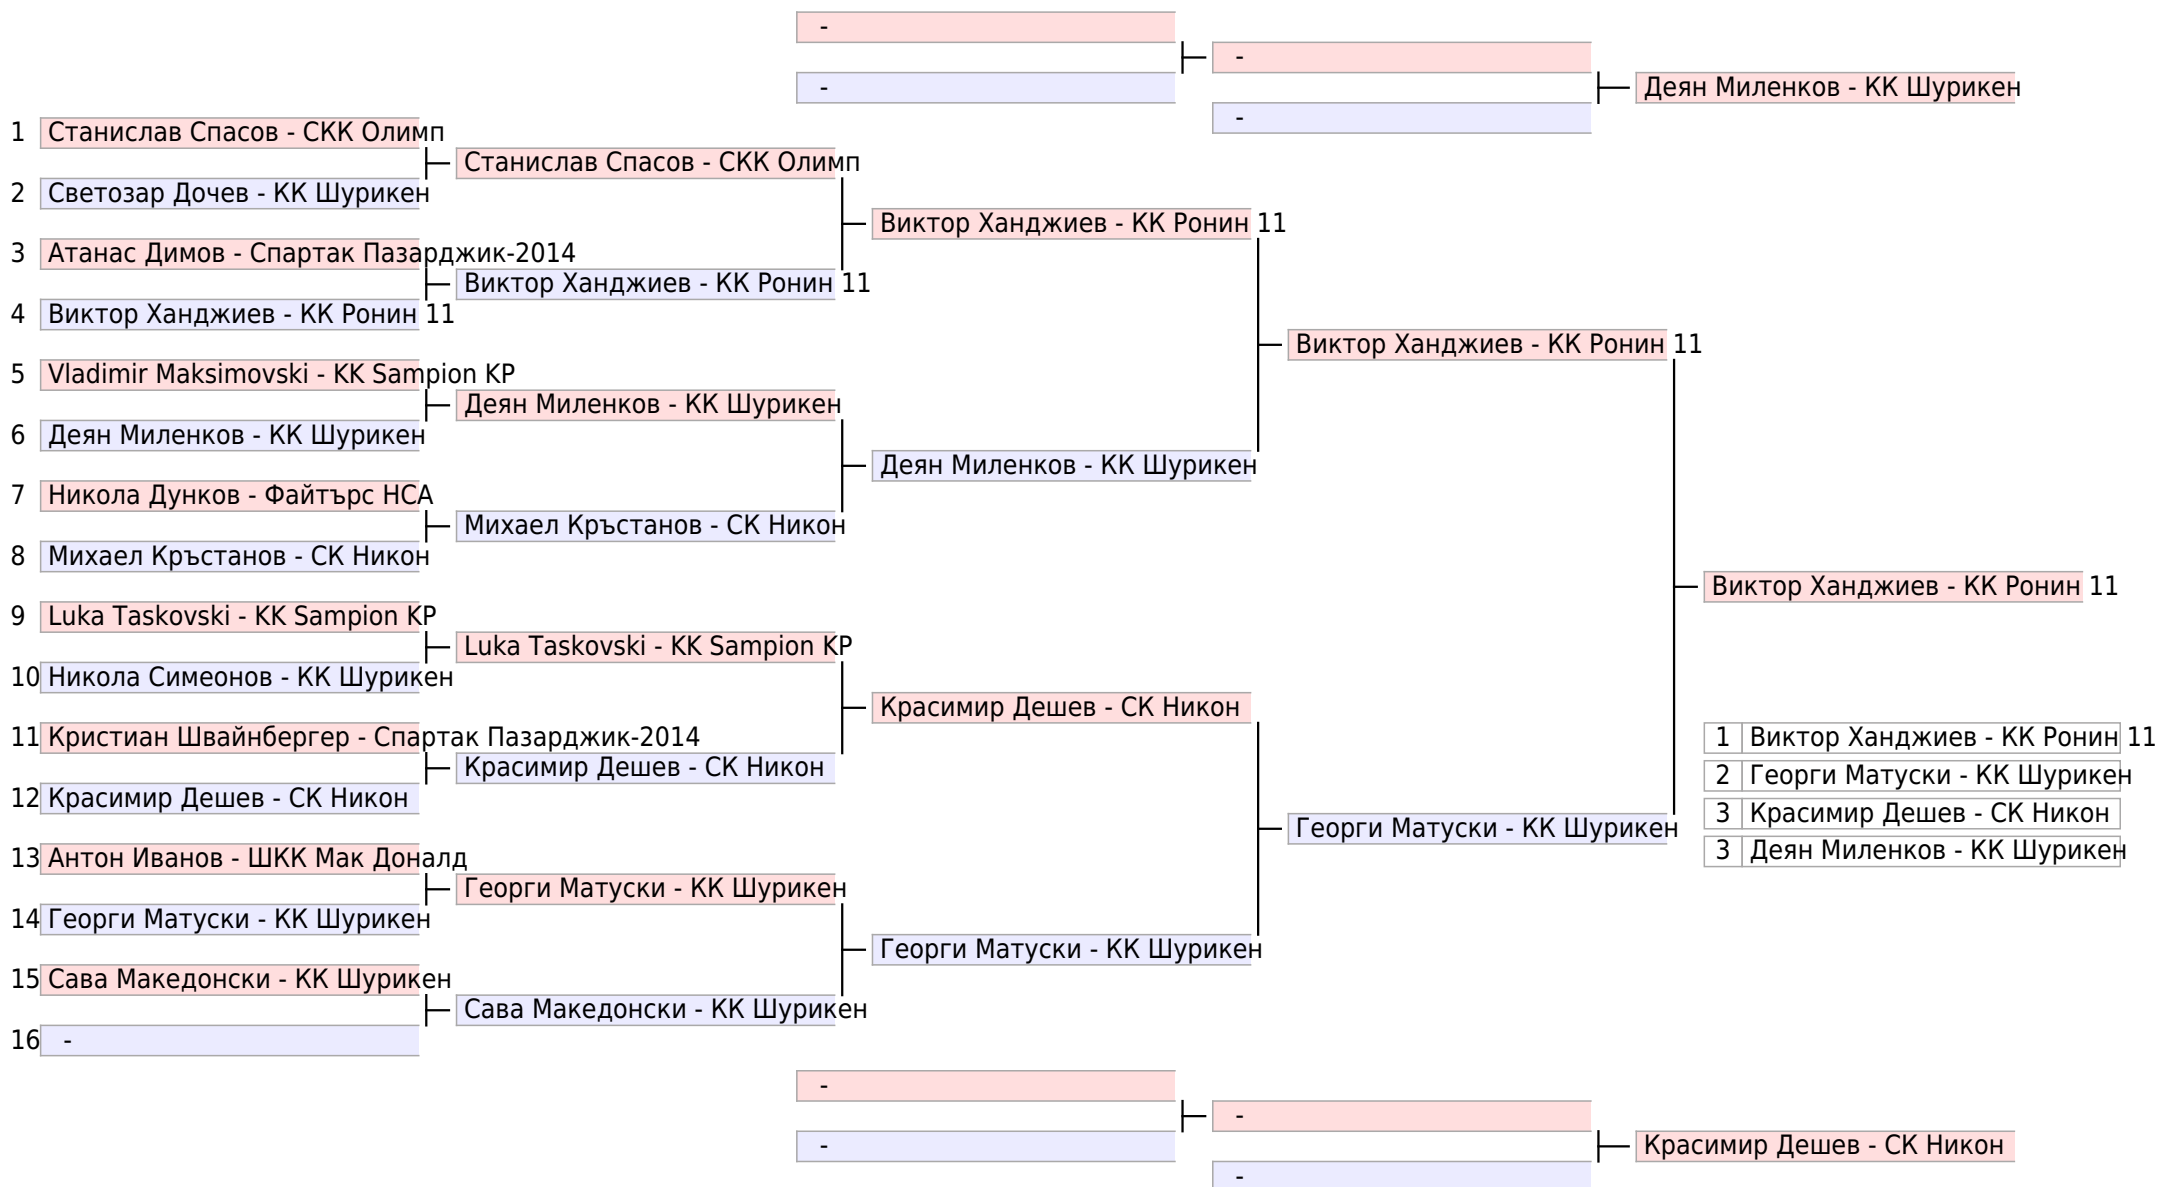 -
-
-
-
Деян Миленков - КК Шурикен
1 Станислав Спасов - СКК Олимп
2 Светозар Дочев - КК Шурикен
3 Атанас Димов - Спартак Пазарджик-2014
4 Виктор Ханджиев - КК Ронин 11
5 Vladimir Maksimovski - KK Sampion KP
6 Деян Миленков - КК Шурикен
7 Никола Дунков - Файтърс НСА
8 Михаел Кръстанов - СК Никон
9 Luka Taskovski - KK Sampion KP
10 Никола Симеонов - КК Шурикен
11 Кристиан Швайнбергер - Спартак Пазарджик-2014
12 Красимир Дешев - СК Никон
13 Антон Иванов - ШКК Мак Доналд
14 Георги Матуски - КК Шурикен
15 Сава Македонски - КК Шурикен
16 -
Станислав Спасов - СКК Олимп
Виктор Ханджиев - КК Ронин 11
Деян Миленков - КК Шурикен
Михаел Кръстанов - СК Никон
Luka Taskovski - KK Sampion KP
Красимир Дешев - СК Никон
Георги Матуски - КК Шурикен
Сава Македонски - КК Шурикен
Виктор Ханджиев - КК Ронин 11
Деян Миленков - КК Шурикен
Красимир Дешев - СК Никон
Георги Матуски - КК Шурикен
Виктор Ханджиев - КК Ронин 11
Георги Матуски - КК Шурикен
Виктор Ханджиев - КК Ронин 11
1 Виктор Ханджиев - КК Ронин 11
2 Георги Матуски - КК Шурикен
3 Красимир Дешев - СК Никон
3 Деян Миленков - КК Шурикен
-
-
-
-
Красимир Дешев - СК Никон